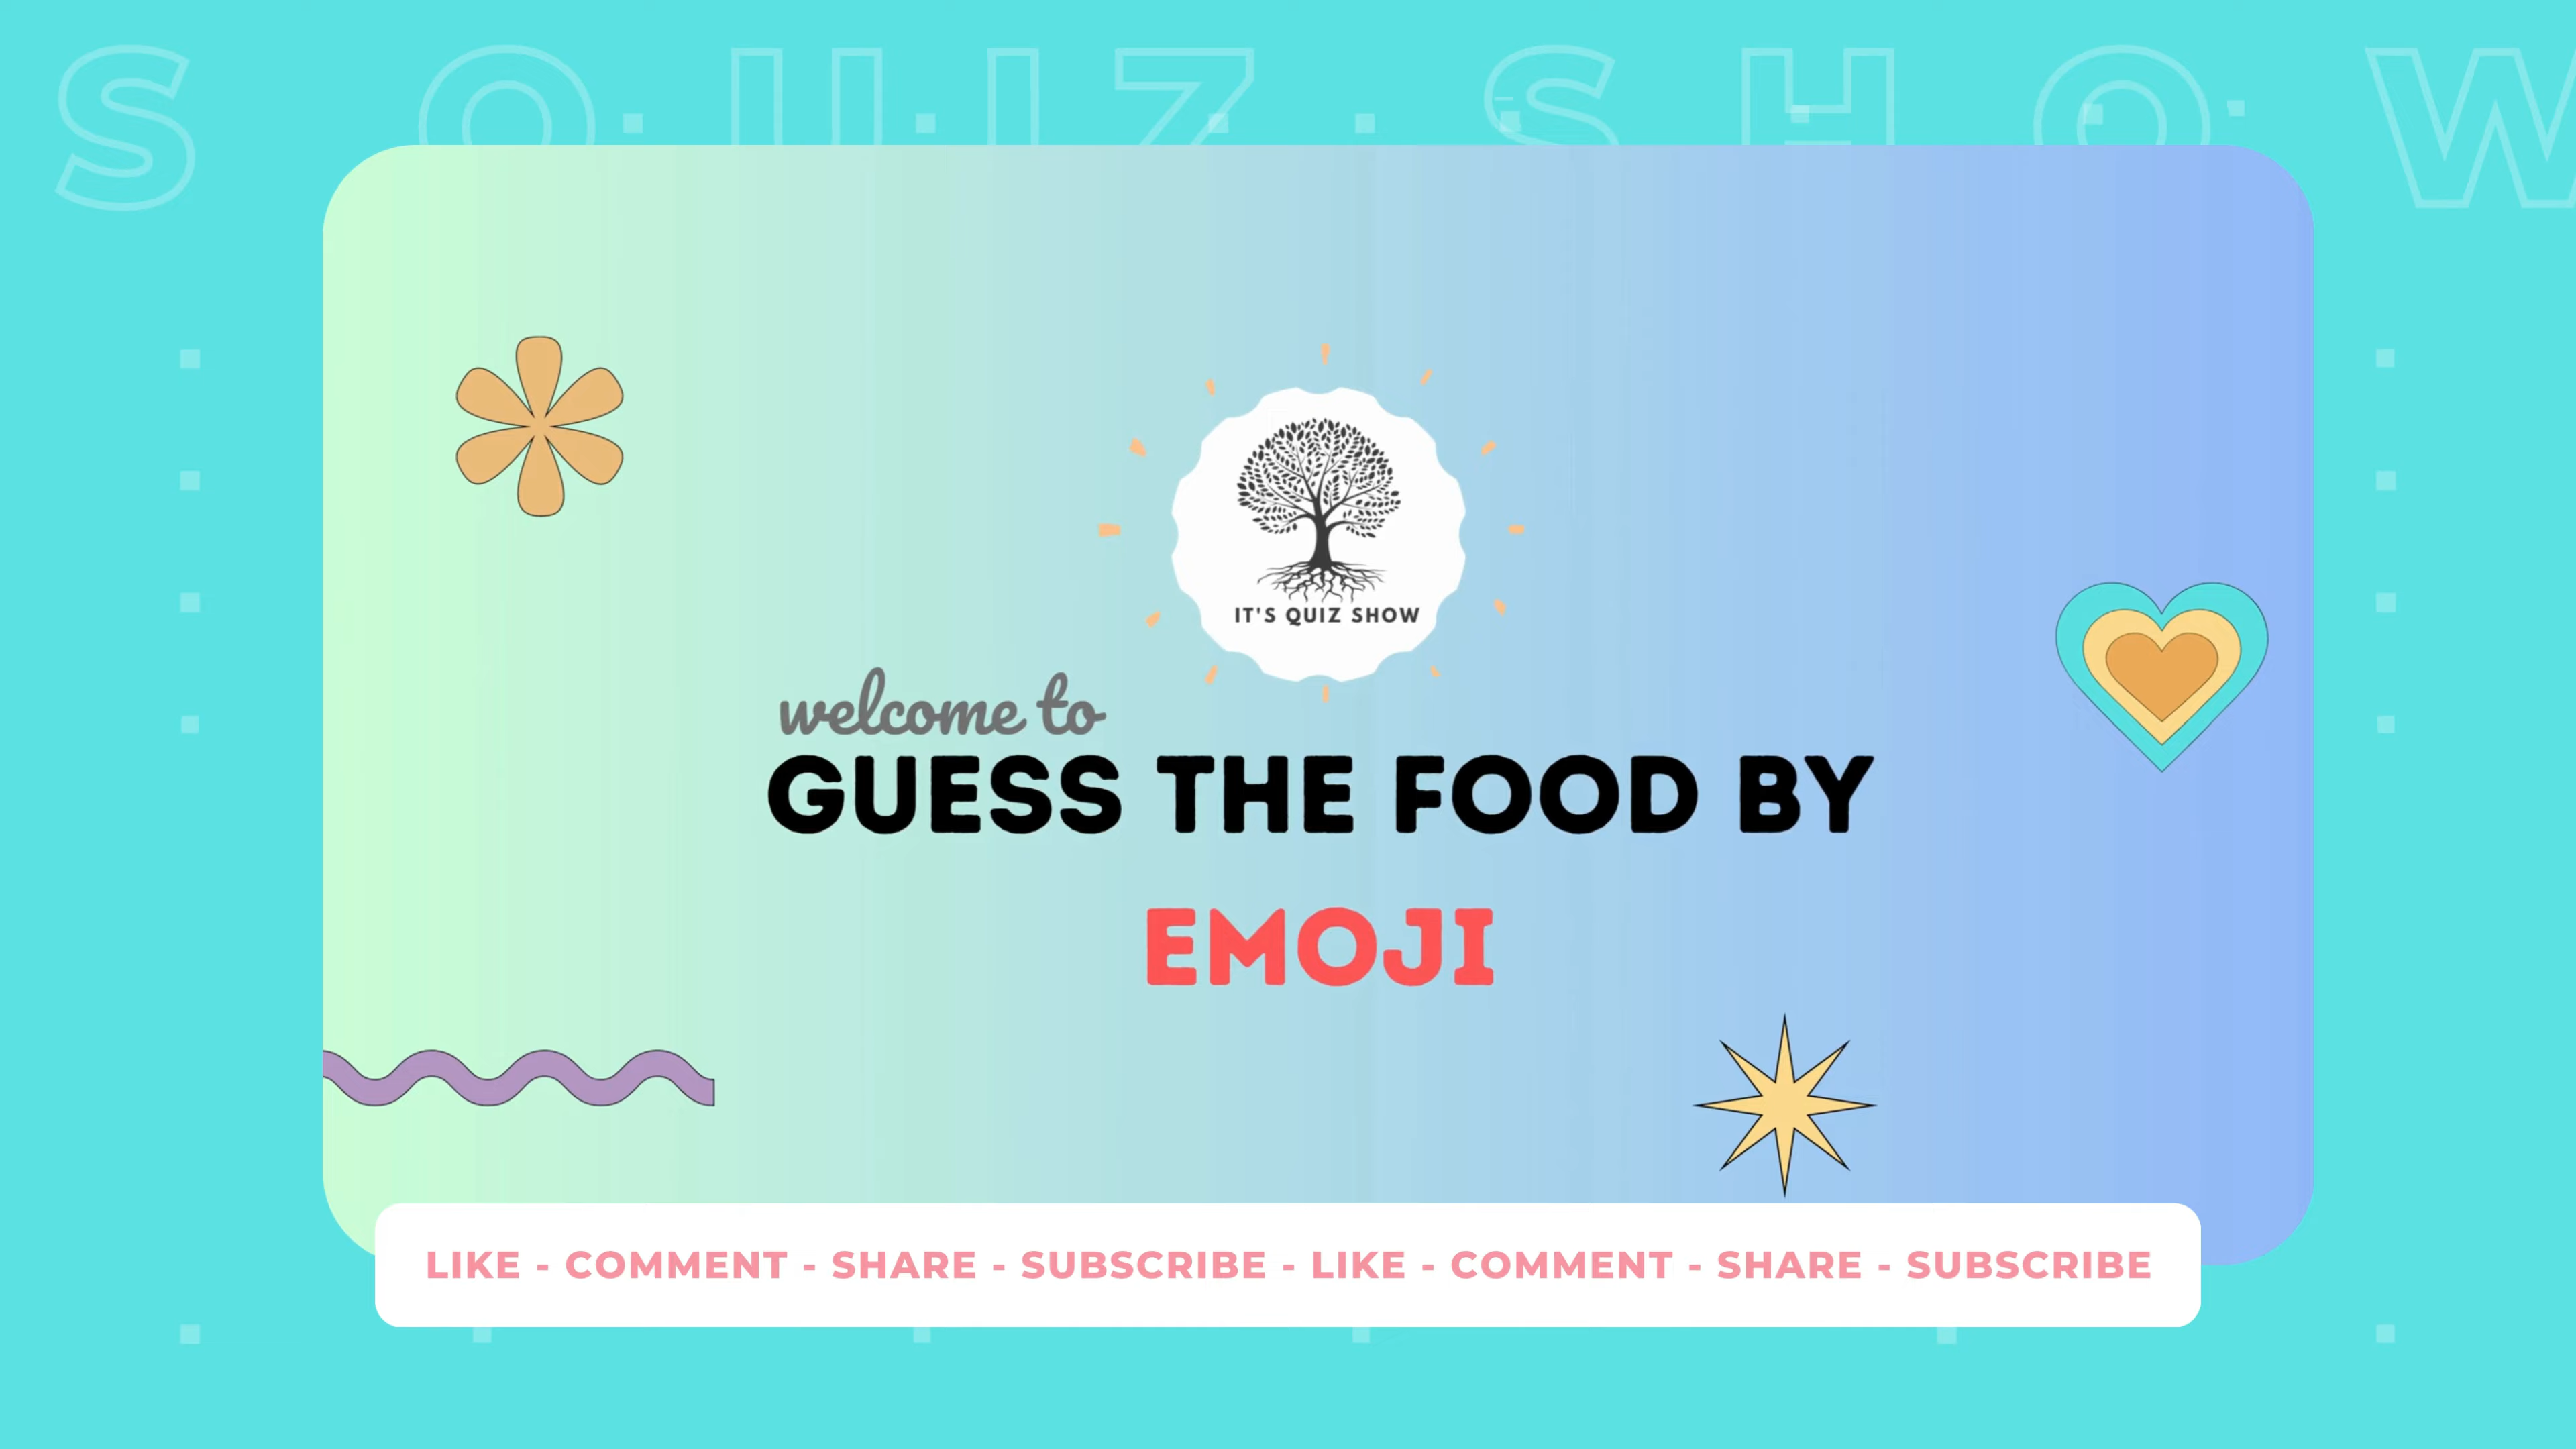 S QUIZ SHOW
IT'S QUIZ SHOW
welcome to
GUESS THE FOOD BY
EMOJI
LIKE - COMMENT - SHARE - SUBSCRIBE - LIKE - COMMENT - SHARE - SUBSCRIBE